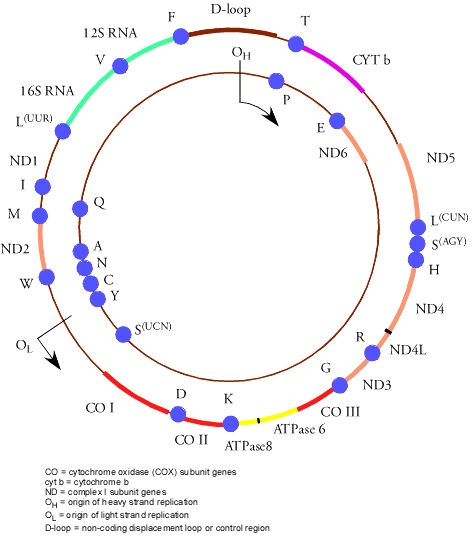 D-loop
F
T
12S RNA
O H
CYT b
V
P
16S RNA
L(UUR)
E
ND6
ND5
ND1
I
Q
M
L(CUN)
S(AGY)
A
ND2
N
H
W
C
Y
ND4
S(UCN)
R
O L
ND4L
G
ND3
CO I
D
K
CO III
CO II
ATPase 6
ATPase8
CO = cytochrome oxidase (COX) subunit genes
cyt b = cytochrome b
ND = complex I subunit genes
OH = origin of heavy strand replication
OL = origin of light strand replication
D-loop = non-coding displacement loop or control region